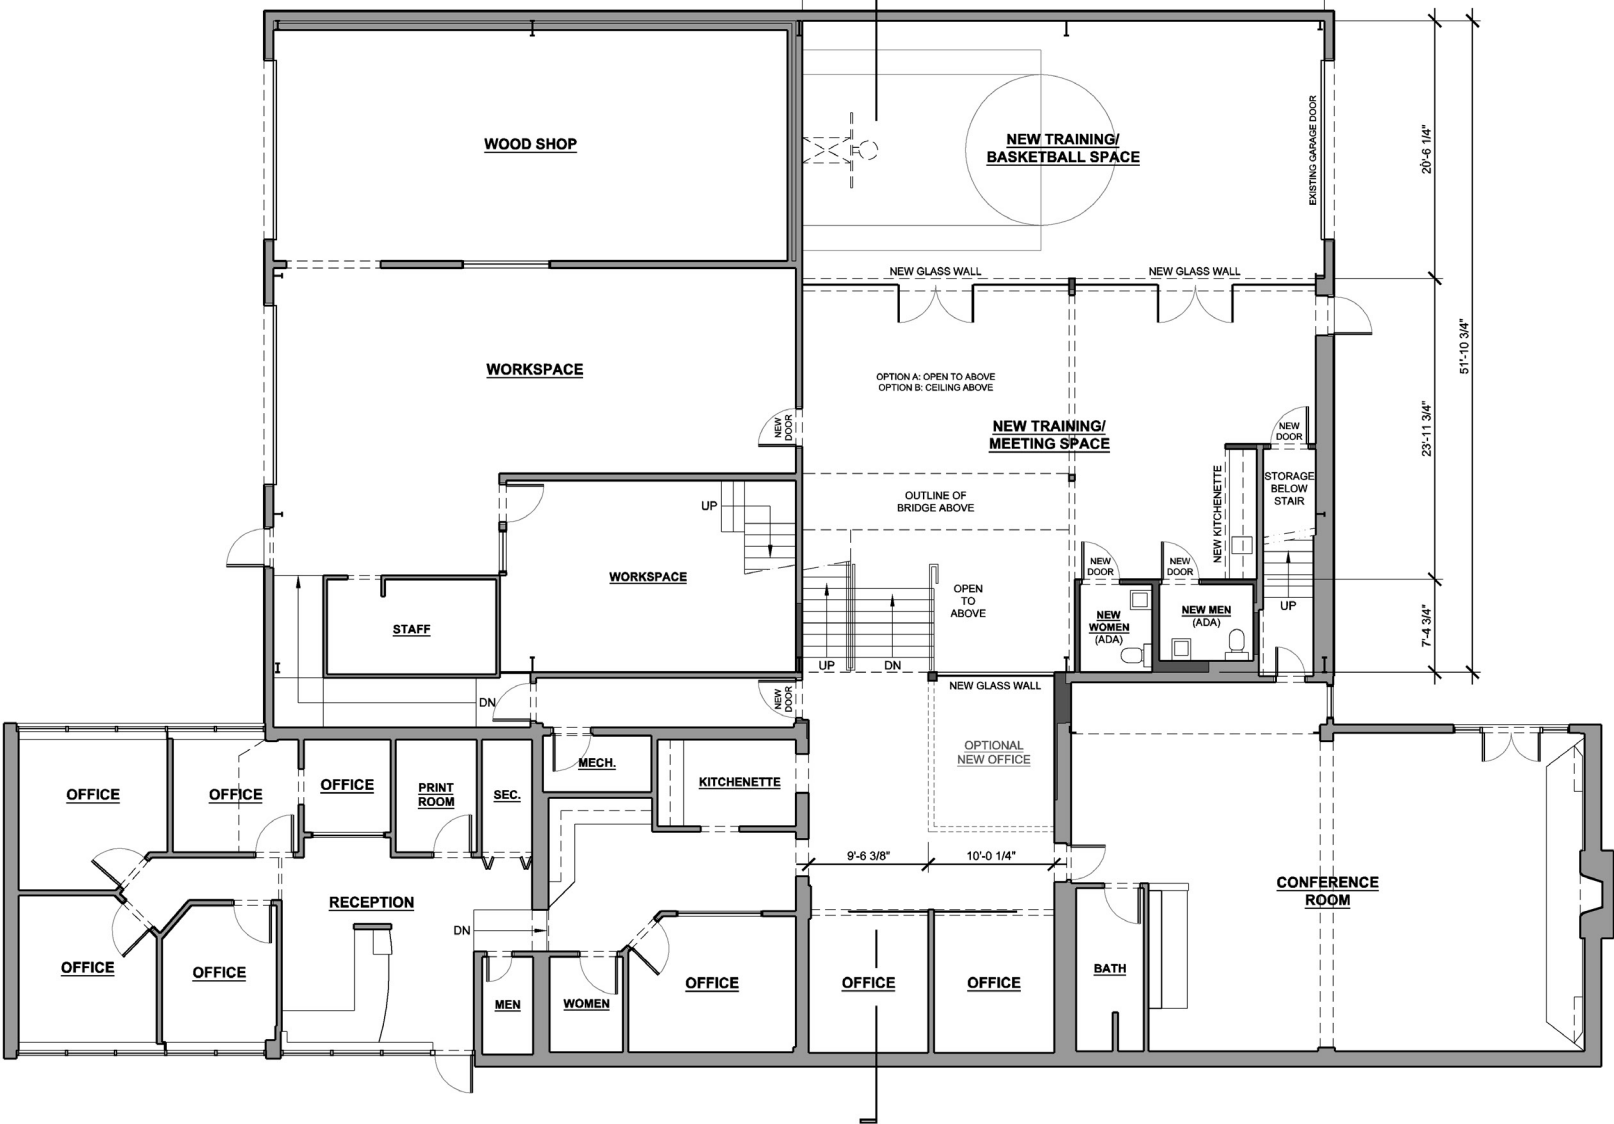 WOOD SHOP
NEW TRAINING/
BASKETBALL SPACE
EXISTING GARAGE DOOR
20'-6 1/4"
51'-10 3/4"
NEW GLASS WALL
NEW GLASS WALL
WORKSPACE
OPTION A: OPEN TO ABOVE
OPTION B: CEILING ABOVE
NEW
DOOR
NEW TRAINING/
MEETING SPACE
NEW
DOOR
23'-11 3/4"
STORAGE
BELOW
STAIR
NEW KITCHENETTE
OUTLINE OF
BRIDGE ABOVE
UP
WORKSPACE
NEW
DOOR
NEW
DOOR
OPEN
TO
ABOVE
UP
STAFF
NEW
WOMEN
(ADA)
NEW MEN
(ADA)
7'-4 3/4"
UP
DN
NEW GLASS WALL
DN
NEW
DOOR
OPTIONAL
NEW OFFICE
MECH.
KITCHENETTE
OFFICE
OFFICE
OFFICE
PRINT
ROOM
SEC.
9'-6 3/8"
10'-0 1/4"
CONFERENCE
ROOM
RECEPTION
DN
OFFICE
OFFICE
MEN
WOMEN
OFFICE
OFFICE
OFFICE
BATH